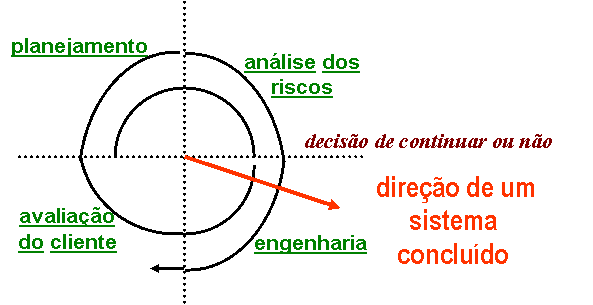 planejamento
análise dos
riscos
decisão de continuar ou não
direção de um
sistema
concluído
avaliação
do cliente
engenharia